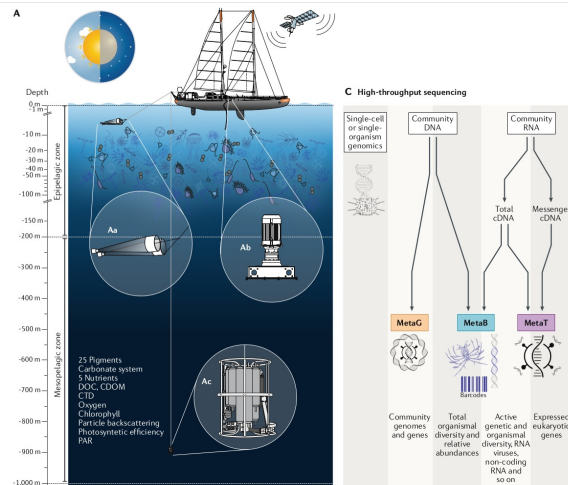 A
Depth
0 m
-1 m
-10 m
-20 m
-30 m
-40 m
-50 m
-100 m
-150 m
-200 m
-300 m
-400 m
-500 m
-600 m
-700 m
-800 m
-900 m
-1,000 m
Epipelagic zone
Mesopelagic zone
Aa
Ab
Ac
25 Pigments
Carbonate system
5 Nutrients
DOC, CDOM
CTD
Oxygen
Chlorophyll
Particle backscattering
Photosyntetic efficiency
PAR
C High-throughput sequencing
Single-cell
or single-
organism
genomics
Community
DNA
Community
RNA
Total
cDNA
Messenge
cDNA
MetaG
MetaB
MetaT
Barcodes
Community
genomes
and genes
Total
organismal
diversity and
relative
abundances
Active
genetic and
organismal
diversity, RNA
viruses,
non-coding
RNA and
so on
Expressed
eukaryotic
genes